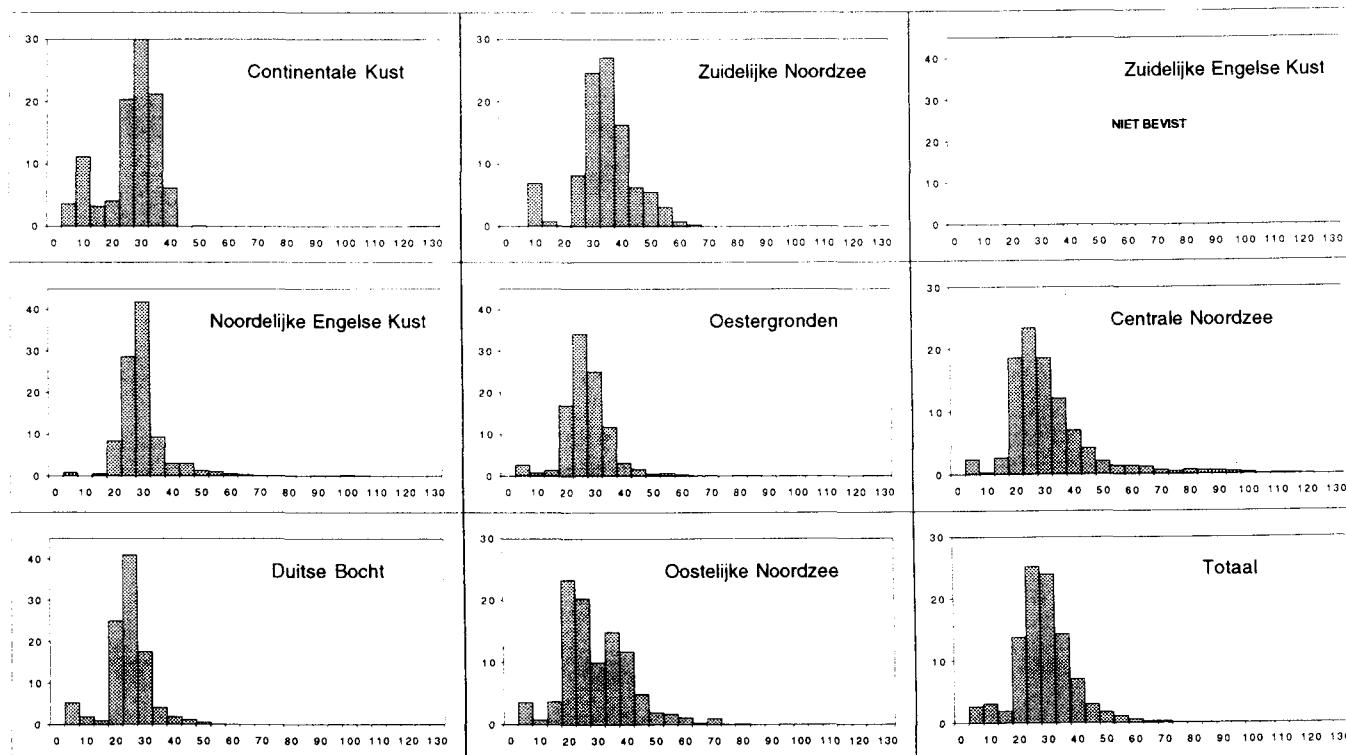 Continentale Kust
30
20
10
0
0 10 20 30 40 50 60 70 80 90 100 110 120 130
Zuidelijke Noordzee
30
20
10
0
0 10 20 30 40 50 60 70 80 90 100 110 120 130
Zuidelijke Engelse Kust
NIET BEVIST
40
30
20
10
0
0 10 20 30 40 50 60 70 80 90 100 110 120 130
Noordelijke Engelse Kust
40
30
20
10
0
0 10 20 30 40 50 60 70 80 90 100 110 120 130
Oestergronden
40
30
20
10
0
0 10 20 30 40 50 60 70 80 90 100 110 120 130
Centrale Noordzee
30
20
10
0
0 10 20 30 40 50 60 70 80 90 100 110 120 130
Duitse Bocht
40
30
20
10
0
0 10 20 30 40 50 60 70 80 90 100 110 120 130
Oostelijke Noordzee
30
20
10
0
0 10 20 30 40 50 60 70 80 90 100 110 120 130
Totaal
30
20
10
0
0 10 20 30 40 50 60 70 80 90 100 110 120 130